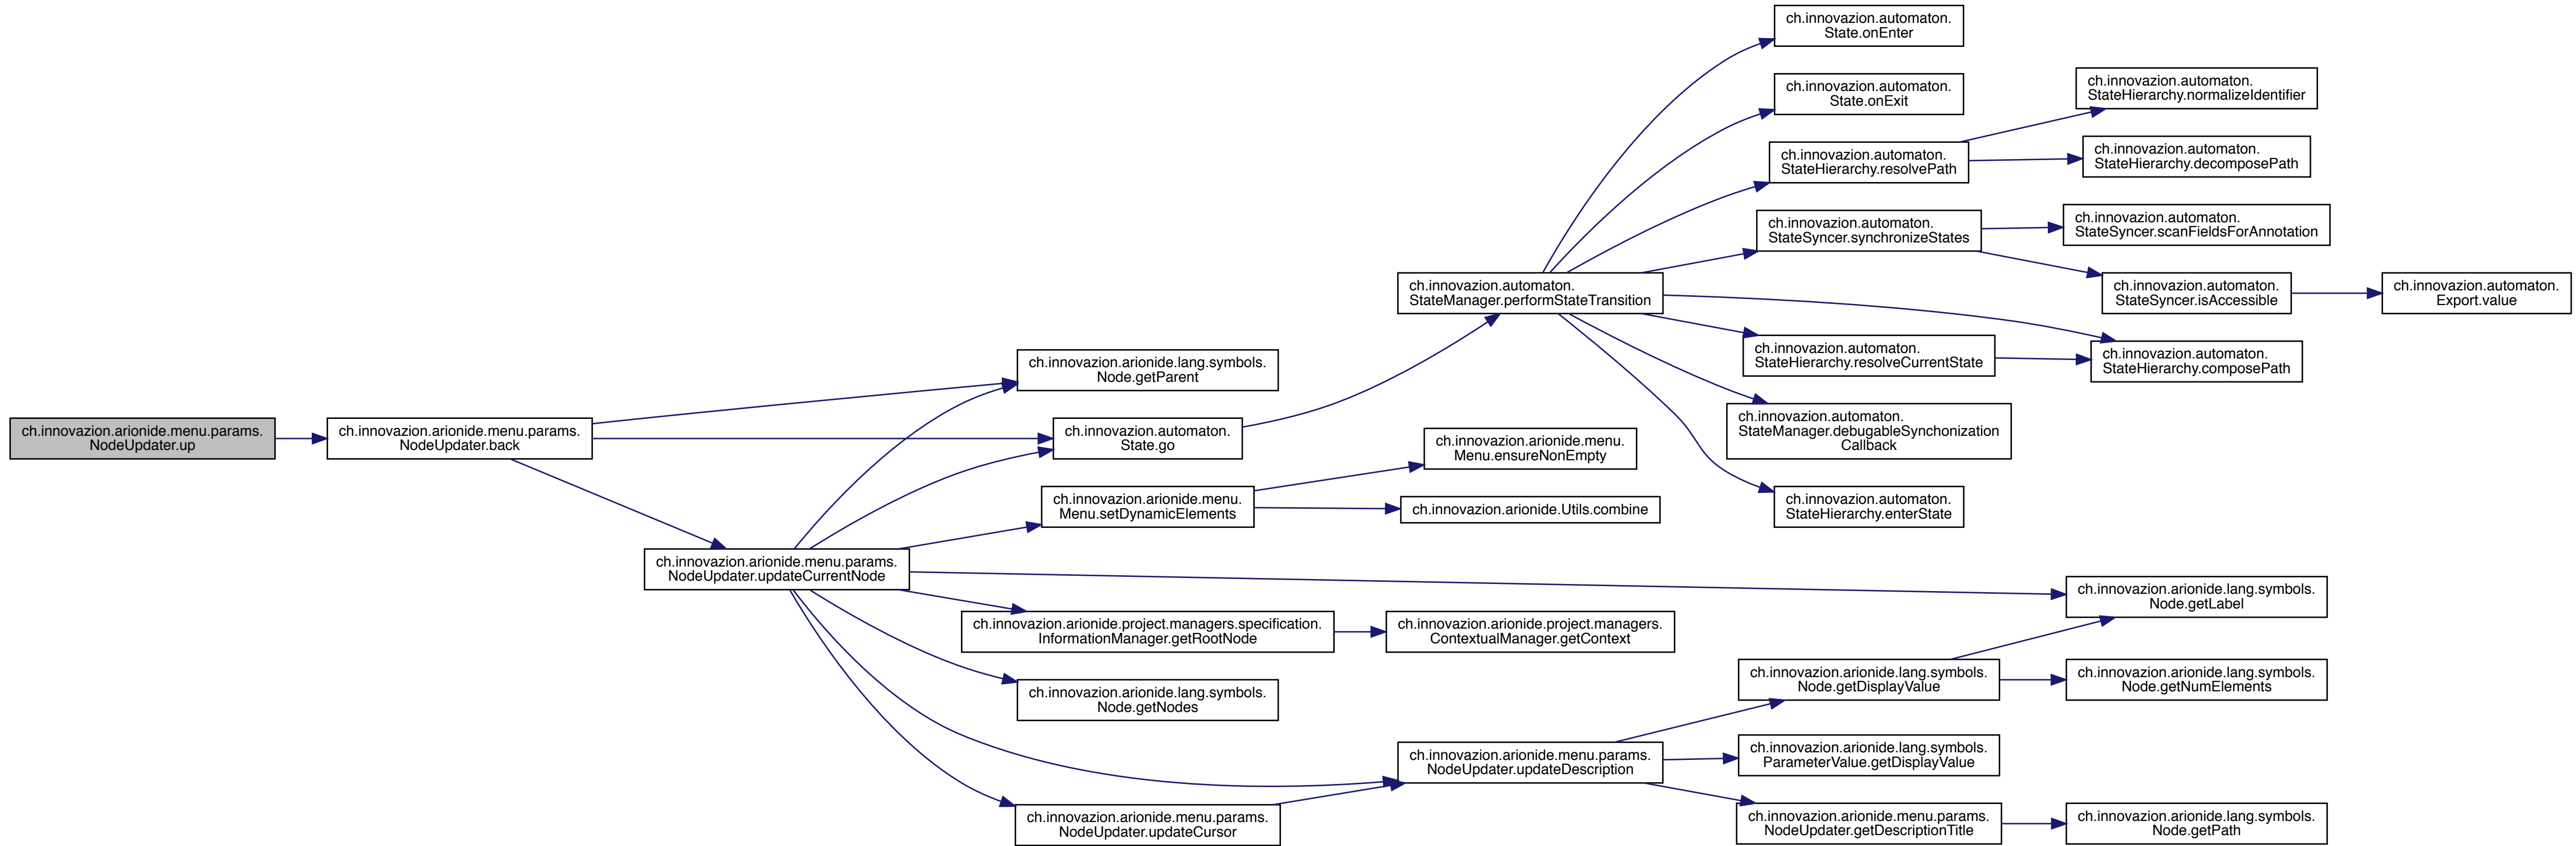 ch.innovazion.automaton.
State.onEnter
ch.innovazion.automaton.
State.onExit
ch.innovazion.automaton.
StateHierarchy.normalizeIdentifier
ch.innovazion.automaton.
StateHierarchy.resolvePath
ch.innovazion.automaton.
StateHierarchy.decomposePath
ch.innovazion.automaton.
StateSyncer.synchronizeStates
ch.innovazion.automaton.
StateSyncer.scanFieldsForAnnotation
ch.innovazion.automaton.
StateManager.performStateTransition
ch.innovazion.automaton.
StateSyncer.isAccessible
ch.innovazion.automaton.
Export.value
ch.innovazion.automaton.
StateHierarchy.resolveCurrentState
ch.innovazion.automaton.
StateHierarchy.composePath
ch.innovazion.arionide.lang.symbols.
Node.getParent
ch.innovazion.automaton.
StateManager.debugableSynchonization
Callback
ch.innovazion.arionide.menu.params.
NodeUpdater.up
ch.innovazion.arionide.menu.params.
NodeUpdater.back
ch.innovazion.automaton.
State.go
ch.innovazion.arionide.menu.
Menu.ensureNonEmpty
ch.innovazion.arionide.menu.
Menu.setDynamicElements
ch.innovazion.arionide.Utils.combine
ch.innovazion.automaton.
StateHierarchy.enterState
ch.innovazion.arionide.menu.params.
NodeUpdater.updateCurrentNode
ch.innovazion.arionide.lang.symbols.
Node.getLabel
ch.innovazion.arionide.project.managers.specification.
InformationManager.getRootNode
ch.innovazion.arionide.project.managers.
ContextualManager.getContext
ch.innovazion.arionide.lang.symbols.
Node.getNodes
ch.innovazion.arionide.lang.symbols.
Node.getDisplayValue
ch.innovazion.arionide.lang.symbols.
Node.getNumElements
ch.innovazion.arionide.menu.params.
NodeUpdater.updateDescription
ch.innovazion.arionide.lang.symbols.
ParameterValue.getDisplayValue
ch.innovazion.arionide.menu.params.
NodeUpdater.updateCursor
ch.innovazion.arionide.menu.params.
NodeUpdater.getDescriptionTitle
ch.innovazion.arionide.lang.symbols.
Node.getPath